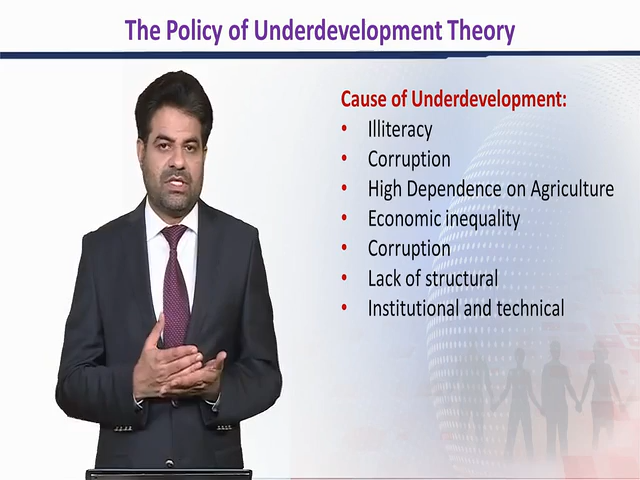 The Policy of Underdevelopment Theory
Cause of Underdevelopment:
• Illiteracy
• Corruption
• High Dependence on Agriculture
• Economic inequality
• Corruption
• Lack of structural
• Institutional and technical